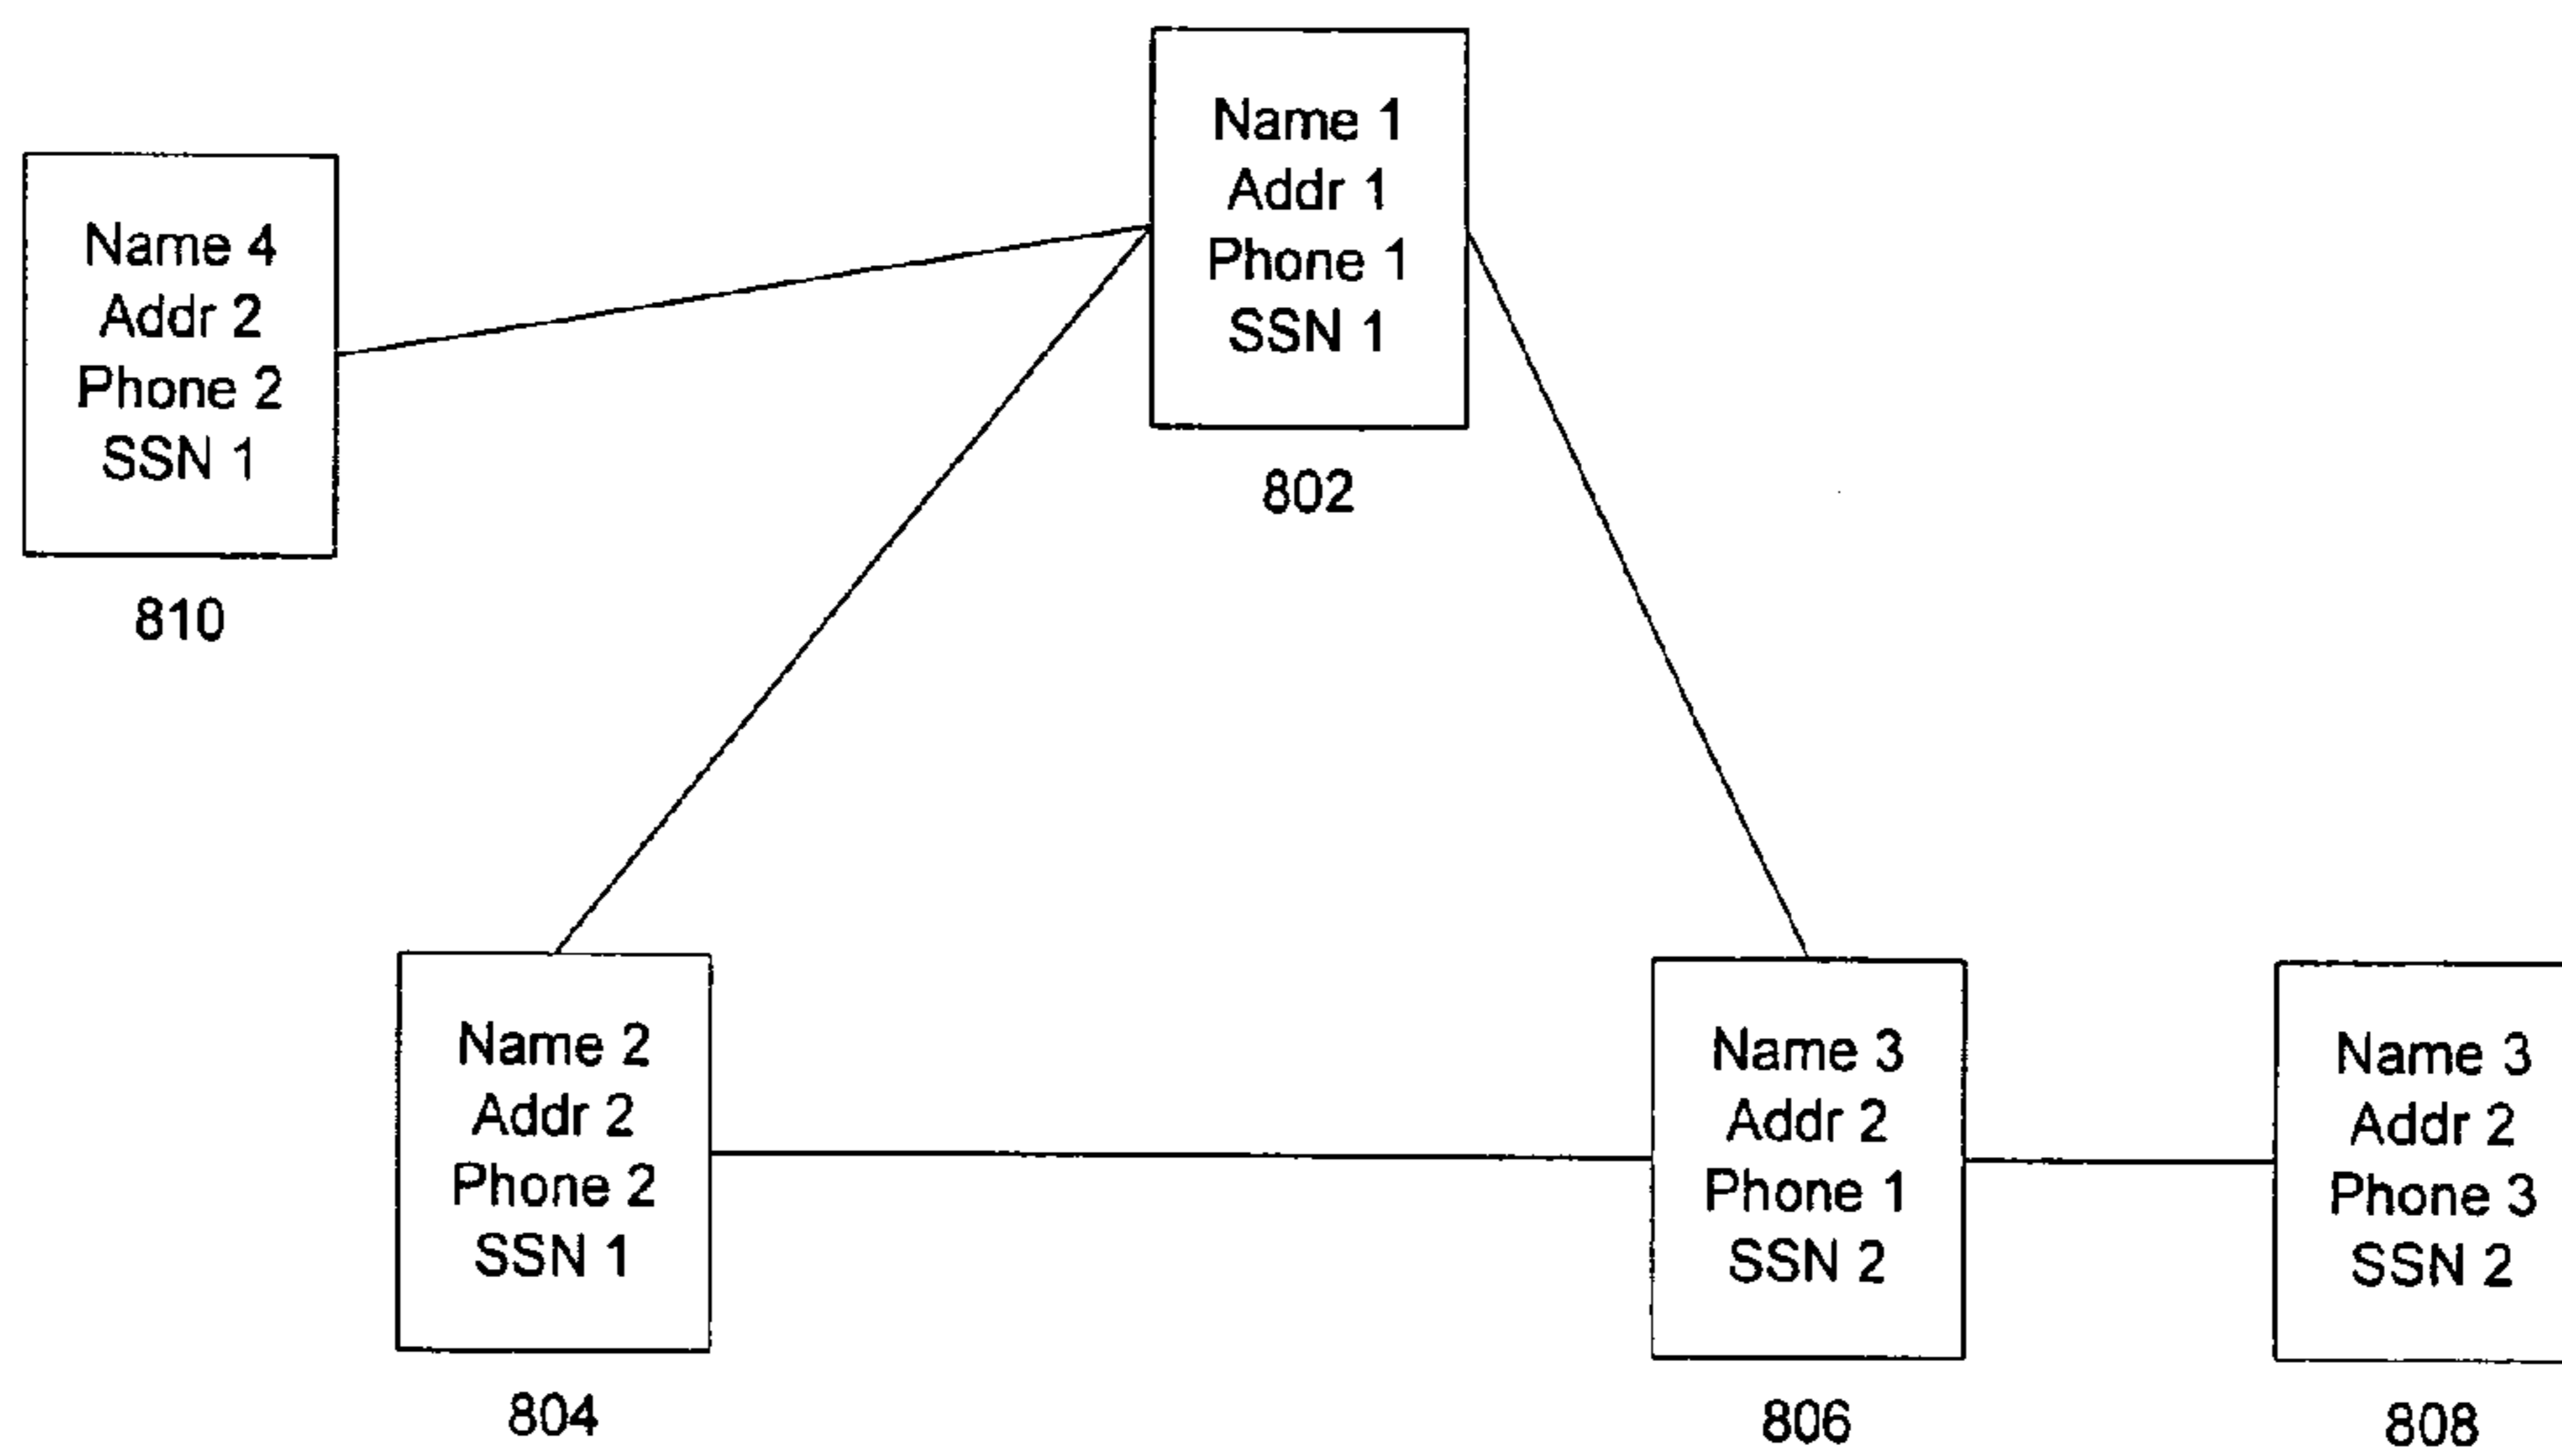 Name 1
Addr 1
Phone 1
SSN 1
802
Name 4
Addr 2
Phone 2
SSN 1
810
Name 2
Addr 2
Phone 2
SSN 1
804
Name 3
Addr 2
Phone 1
SSN 2
806
Name 3
Addr 2
Phone 3
SSN 2
808